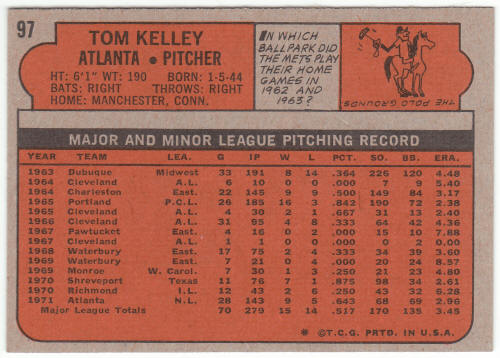 97
TOM KELLEY
ATLANTA • PITCHER
HT: 6'1" WT: 190 BORN: 1-5-44
BATS: RIGHT THROWS: RIGHT
HOME: MANCHESTER, CONN.
IN WHICH
BALLPARK DID
THE METS PLAY
THEIR HOME
GAMES IN
1962 AND
1963?
THE POLO GROUNDS
MAJOR AND MINOR LEAGUE PITCHING RECORD
YEAR TEAM LEA. G IP W L PCT. SO. BB. ERA.
1963 Dubuque Midwest 33 191 8 14 .364 226 120 4.48
1964 Cleveland A.L. 6 10 0 0 .000 7 9 5.40
1964 Charleston East. 22 145 9 9 .500 149 84 3.17
1965 Portland P.C.L. 26 185 16 3 .842 190 72 2.38
1965 Cleveland A.L. 4 30 2 1 .667 31 13 2.40
1966 Cleveland A.L. 31 95 4 8 .333 64 42 4.36
1967 Pawtucket East. 4 16 0 2 .000 14 15 7.88
1967 Cleveland A.L. 1 1 0 0 .000 0 2 0.00
1968 Waterbury East. 17 75 2 4 .333 34 39 3.60
1969 Waterbury East. 7 21 0 4 .000 20 24 8.57
1969 Monroe W. Carol. 7 30 1 3 .250 23 21 4.80
1970 Shreveport Texas 11 76 7 1 .875 98 34 2.61
1970 Richmond I.L. 12 43 2 6 .250 43 28 6.28
1971 Atlanta N.L. 28 143 9 5 .643 68 69 2.96
Major League Totals 70 279 15 14 .517 170 135 3.45
* ©T.C.G. PRTD. IN U.S.A.